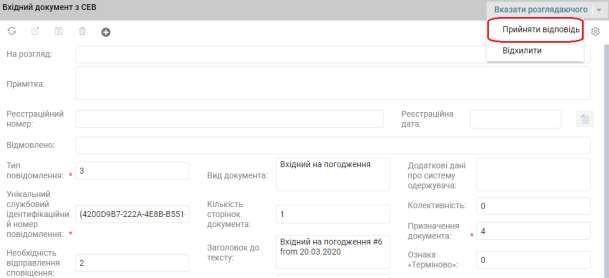 Вхідний документ з СЕВ
Вказати розглядаючого
Прийняти відповідь
Відхилити
На розгляд:
Примітка:
Реєстраційний
номер:
Реєстраційна
дата:
Відмовлено:
Тип
повідомлення: * 3
Вид документа:
Вхідний на погодження
Додаткові дані
про систему
одержувача:
Унікальний
службовий
ідентифікаційни
й номер
повідомлення: *
{4200D9B7-222A-4E8B-B551-
Кількість
сторінок
документа:
1
Колективність: 0
Призначення
документа: * 4
Необхідність
відправлення
сповіщення:
2
Заголовок до
тексту:
Вхідний на погодження #6
from 20.03.2020
Ознака
«Терміново»:
0